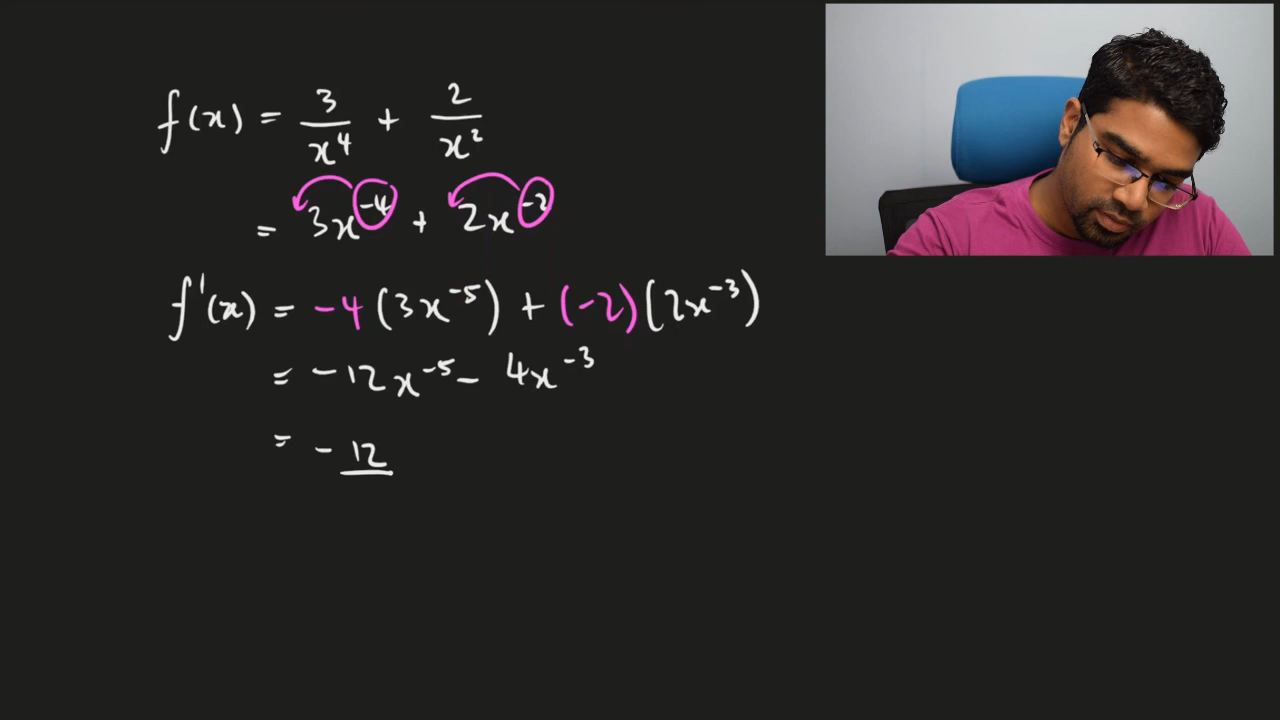 f(x) = 3/x⁴ + 2/x²
= 3x⁻⁴ + 2x⁻²
f'(x) = -4(3x⁻⁵) + (-2)(2x⁻³)
= -12x⁻⁵ - 4x⁻³
= - 12